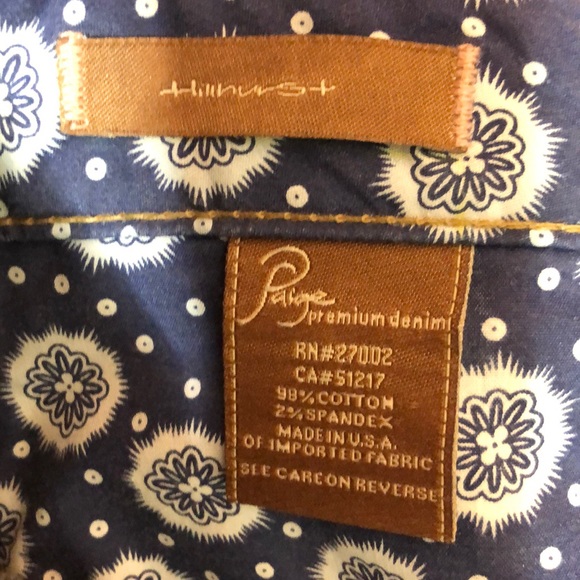 Hillhurst
Paige
premium denim
RN#27002
CA#51217
98% COTTON
2% SPANDEX
MADE IN U.S.A.
OF IMPORTED FABRIC
SEE CARE ON REVERSE